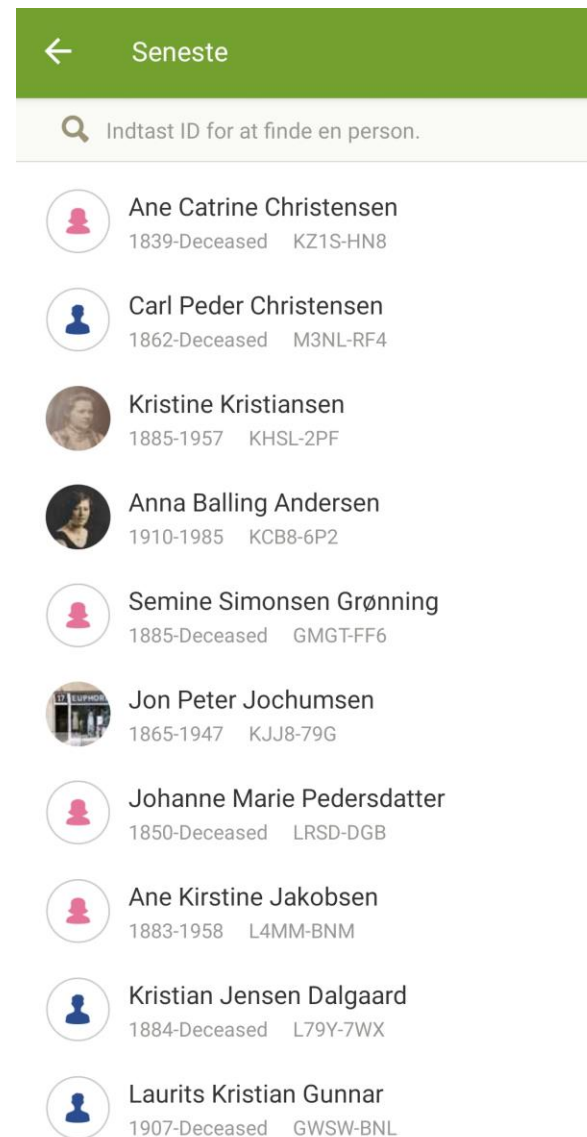 Seneste
Indtast ID for at finde en person.
Ane Catrine Christensen
1839-Deceased KZ1S-HN8
Carl Peder Christensen
1862-Deceased M3NL-RF4
Kristine Kristiansen
1885-1957 KHSL-2PF
Anna Balling Andersen
1910-1985 KCB8-6P2
Semine Simonsen Grønning
1885-Deceased GMGT-FF6
17 EUPHOR
Jon Peter Jochumsen
1865-1947 KJJ8-79G
Johanne Marie Pedersdatter
1850-Deceased LRSD-DGB
Ane Kirstine Jakobsen
1883-1958 L4MM-BNM
Kristian Jensen Dalgaard
1884-Deceased L79Y-7WX
Laurits Kristian Gunnar
1907-Deceased GWSW-BNL